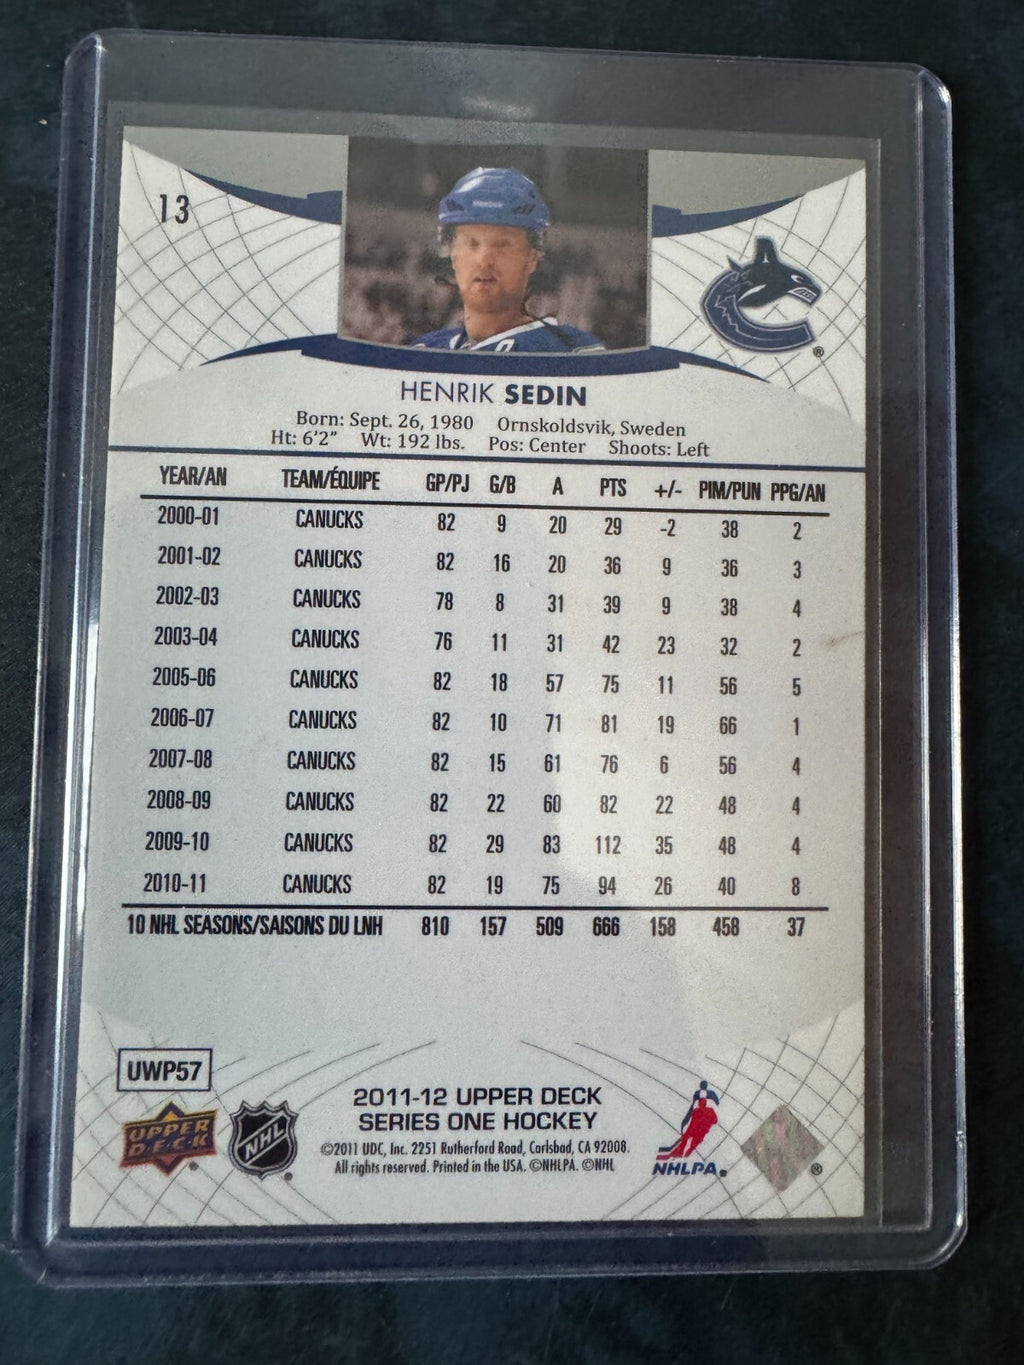 13
Reebok
HENRIK SEDIN
Born: Sept. 26, 1980 Ornskoldsvik, Sweden
Ht: 6'2" Wt: 192 lbs. Pos: Center Shoots: Left
YEAR/AN TEAM/ÉQUIPE GP/PJ G/B A PTS +/- PIM/PUN PPG/AN
2000-01 CANUCKS 82 9 20 29 -2 38 2
2001-02 CANUCKS 82 16 20 36 9 36 3
2002-03 CANUCKS 78 8 31 39 9 38 4
2003-04 CANUCKS 76 11 31 42 23 32 2
2005-06 CANUCKS 82 18 57 75 11 56 5
2006-07 CANUCKS 82 10 71 81 19 66 1
2007-08 CANUCKS 82 15 61 76 6 56 4
2008-09 CANUCKS 82 22 60 82 22 48 4
2009-10 CANUCKS 82 29 83 112 35 48 4
2010-11 CANUCKS 82 19 75 94 26 40 8
10 NHL SEASONS/SAISONS DU LNH 810 157 509 666 158 458 37
UWP57
UPPER DECK ®
NHL ®
2011-12 UPPER DECK
SERIES ONE HOCKEY
©2011 UDC, Inc. 2251 Rutherford Road, Carlsbad, CA 92008.
All rights reserved. Printed in the USA. ©NHLPA. ©NHL
NHLPA®
®